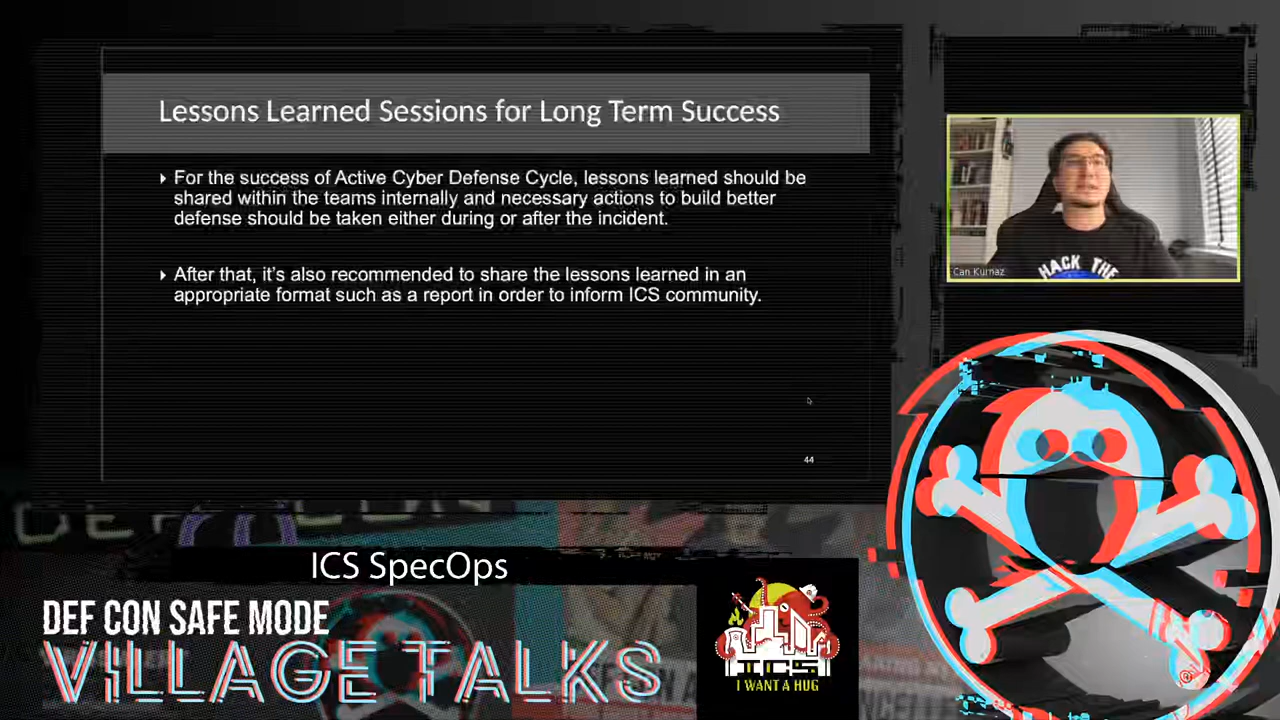 Lessons Learned Sessions for Long Term Success
For the success of Active Cyber Defense Cycle, lessons learned should be
shared within the teams internally and necessary actions to build better
defense should be taken either during or after the incident.
After that, it's also recommended to share the lessons learned in an
appropriate format such as a report in order to inform ICS community.
44
Can Kurnaz
HACK THE
ICS SpecOps
DEF CON SAFE MODE
VILLAGE TALKS
ICS
I WANT A HUG